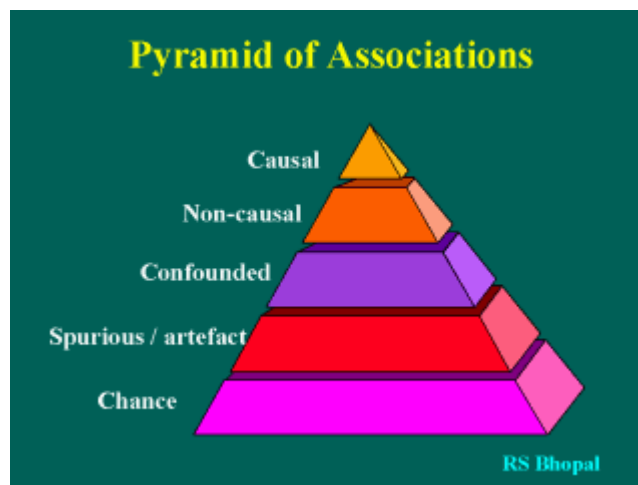 Pyramid of Associations
Causal
Non-causal
Confounded
Spurious / artefact
Chance
RS Bhopal